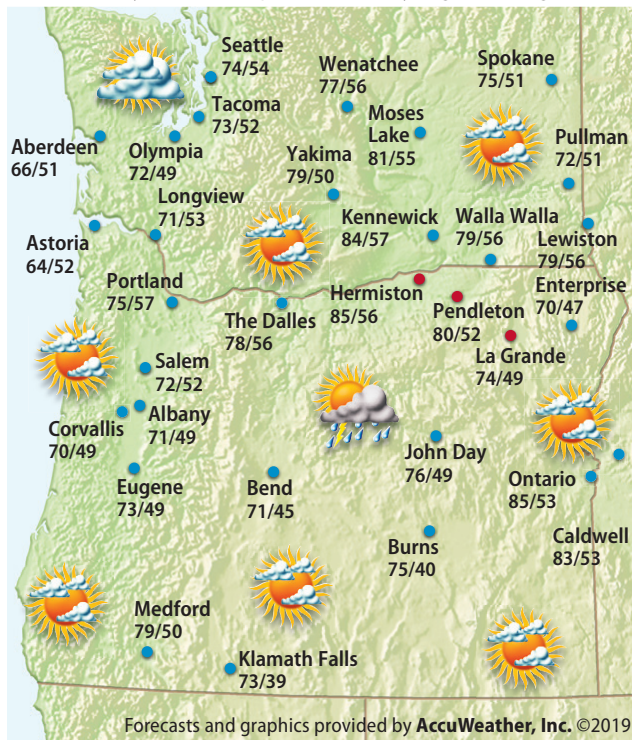 Seattle
74/54
Wenatchee
77/56
Spokane
75/51
Tacoma
73/52
Moses
Lake
81/55
Aberdeen
66/51
Olympia
72/49
Yakima
79/50
Pullman
72/51
Longview
71/53
Kennewick
84/57
Walla Walla
79/56
Lewiston
79/56
Astoria
64/52
Portland
75/57
The Dalles
78/56
Hermiston
85/56
Pendleton
80/52
Enterprise
70/47
La Grande
74/49
Salem
72/52
Albany
71/49
Corvallis
70/49
John Day
76/49
Ontario
85/53
Eugene
73/49
Bend
71/45
Caldwell
83/53
Burns
75/40
Medford
79/50
Klamath Falls
73/39
Forecasts and graphics provided by AccuWeather, Inc. ©2019